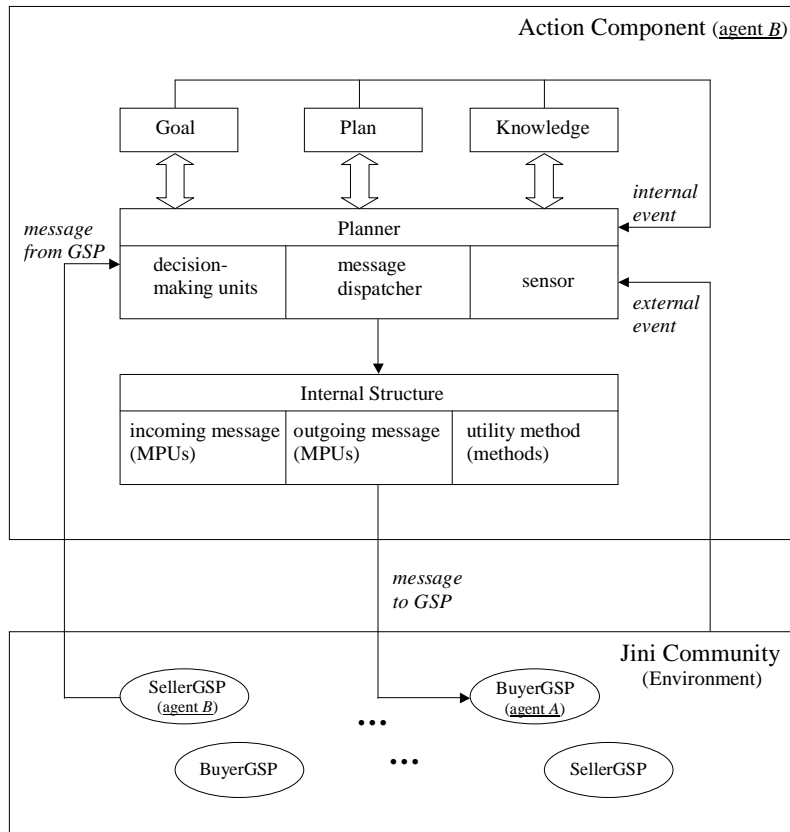 Action Component (agent B)
Goal
Plan
Knowledge
internal
event
message
from GSP
Planner
decision-
making units
message
dispatcher
sensor
external
event
Internal Structure
incoming message
(MPUs)
outgoing message
(MPUs)
utility method
(methods)
message
to GSP
Jini Community
(Environment)
SellerGSP
(agent B)
BuyerGSP
(agent A)
...
BuyerGSP
...
SellerGSP